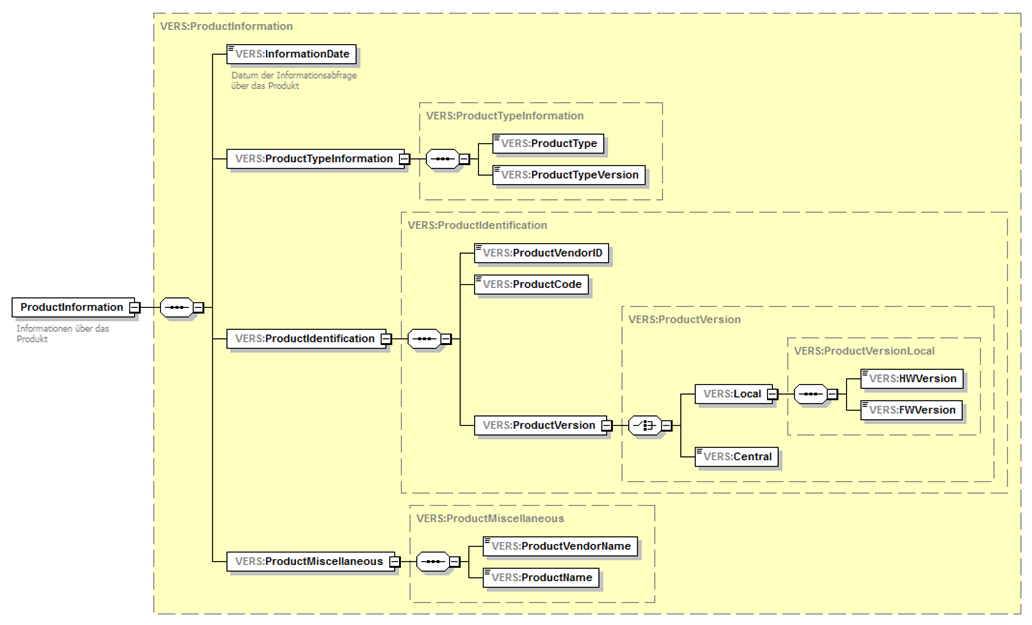 VERS:ProductInformation
VERS:InformationDate
Datum der Informationsabfrage
über das Produkt
VERS:ProductTypeInformation
VERS:ProductTypeInformation
VERS:ProductType
VERS:ProductTypeVersion
ProductInformation
Informationen über das
Produkt
VERS:ProductIdentification
VERS:ProductIdentification
VERS:ProductVendorID
VERS:ProductCode
VERS:ProductVersion
VERS:ProductVersion
VERS:Local
VERS:ProductVersionLocal
VERS:HWVersion
VERS:FWVersion
VERS:Central
VERS:ProductMiscellaneous
VERS:ProductMiscellaneous
VERS:ProductVendorName
VERS:ProductName